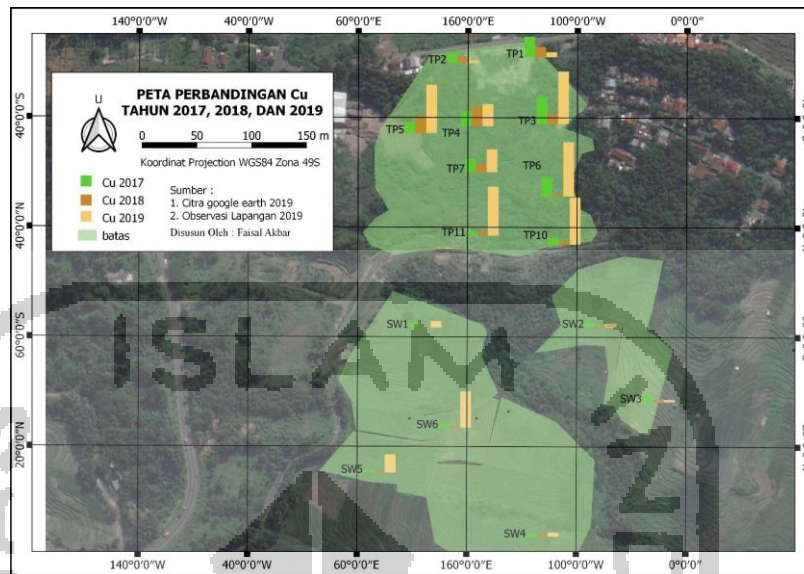 140°0'0"W 40°0'0"W 60°0'0"E 160°0'0"E 100°0'0"W 0°0'0"E
PETA PERBANDINGAN Cu
TAHUN 2017, 2018, DAN 2019
U
0 50 100 150 m
Koordinat Projection WGS84 Zona 49S
Cu 2017
Cu 2018
Cu 2019
batas
Sumber :
1. Citra google earth 2019
2. Observasi Lapangan 2019
Disusun Oleh : Faisal Akbar
TP1
TP2
TP3
TP4
TP5
TP6
TP7
TP10
TP11
SW1
SW2
SW3
SW6
SW5
SW4
40°0'0"S
40°0'0"N
60°0'0"S
20°0'0"N
ISLAM
140°0'0"W 40°0'0"W 60°0'0"E 160°0'0"E 100°0'0"W 0°0'0"E